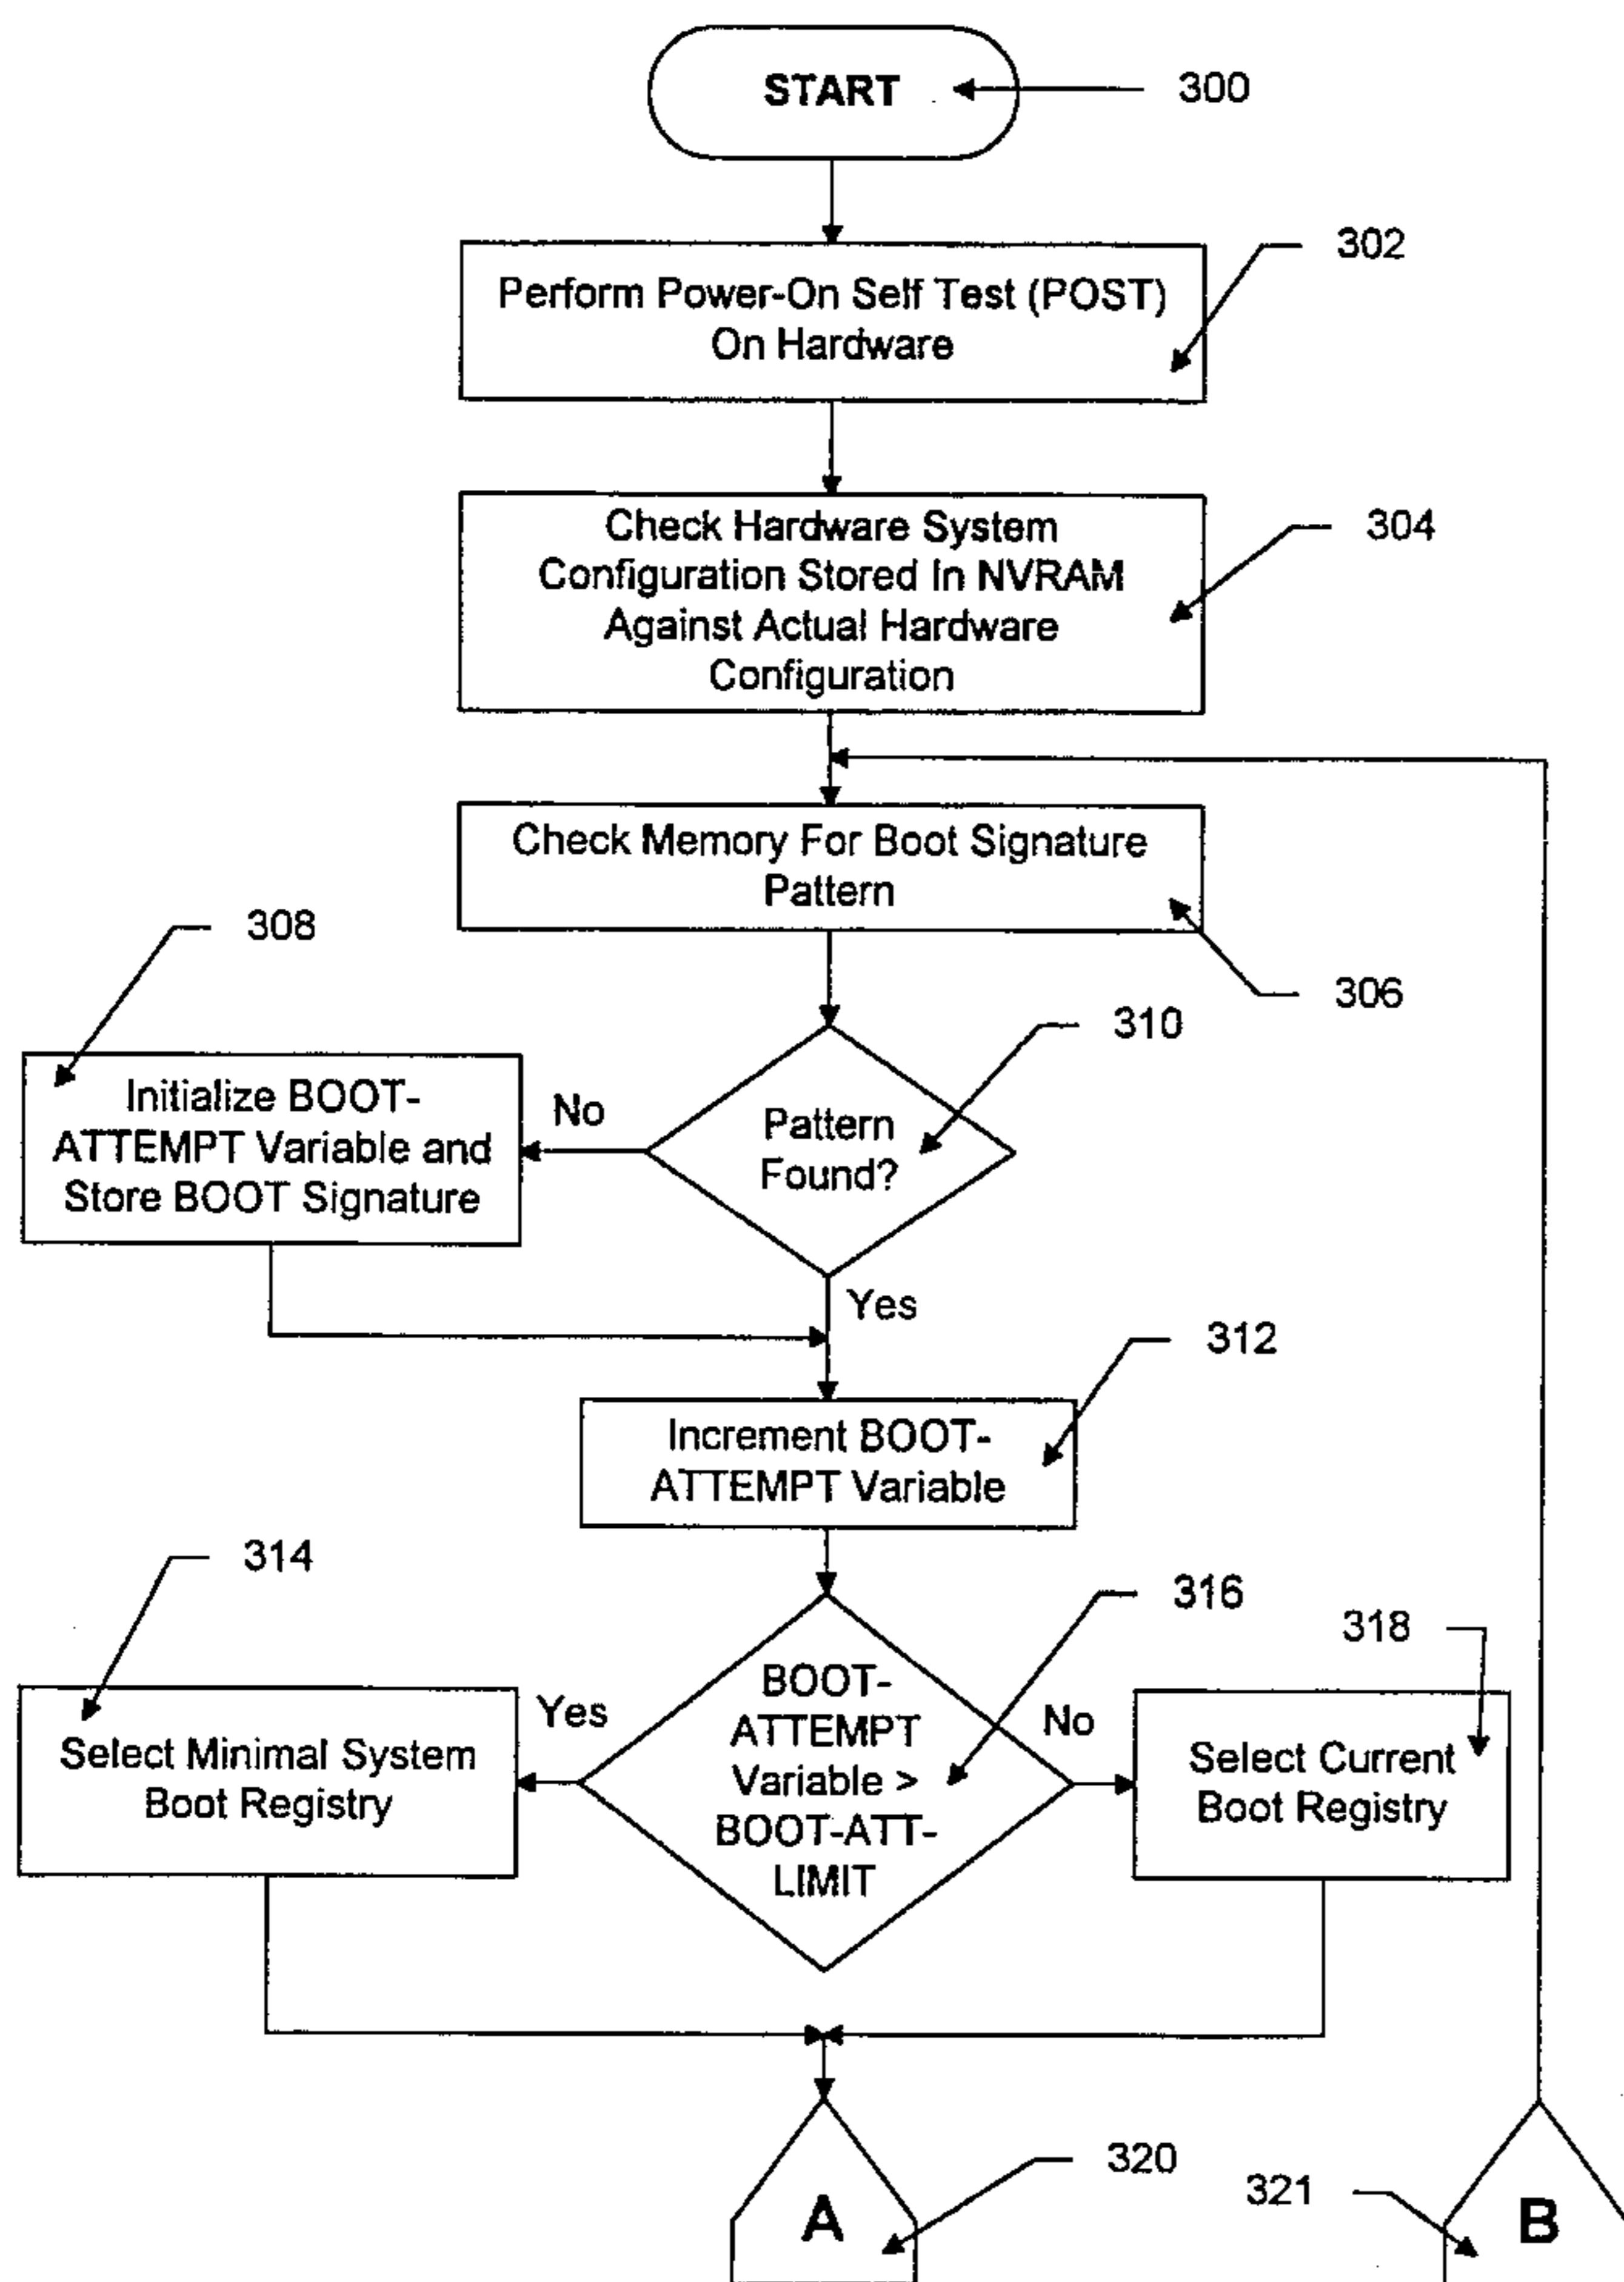 START
300
302
Perform Power-On Self Test (POST)
On Hardware
304
Check Hardware System
Configuration Stored In NVRAM
Against Actual Hardware
Configuration
Check Memory For Boot Signature
Pattern
306
308
310
Initialize BOOT-
ATTEMPT Variable and
Store BOOT Signature
No
Pattern
Found?
Yes
312
Increment BOOT-
ATTEMPT Variable
314
316
318
Select Minimal System
Boot Registry
Yes
BOOT-
ATTEMPT
Variable >
BOOT-ATT-
LIMIT
No
Select Current
Boot Registry
A
320
321
B